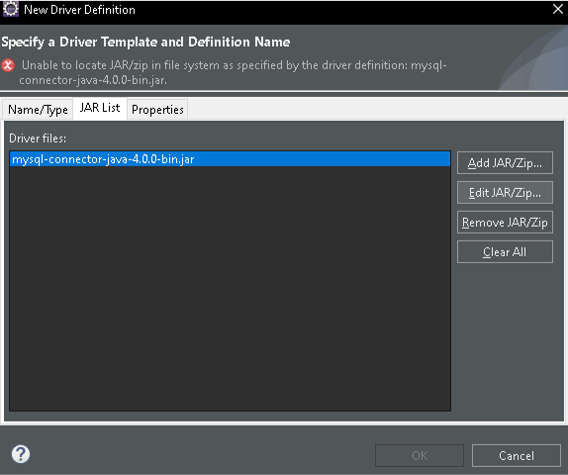 New Driver Definition
Specify a Driver Template and Definition Name
Unable to locate JAR/zip in file system as specified by the driver definition: mysql-
connector-java-4.0.0-bin.jar.
Name/Type JAR List Properties
Driver files:
mysql-connector-java-4.0.0-bin.jar
Add JAR/Zip...
Edit JAR/Zip...
Remove JAR/Zip
Clear All
?
OK Cancel